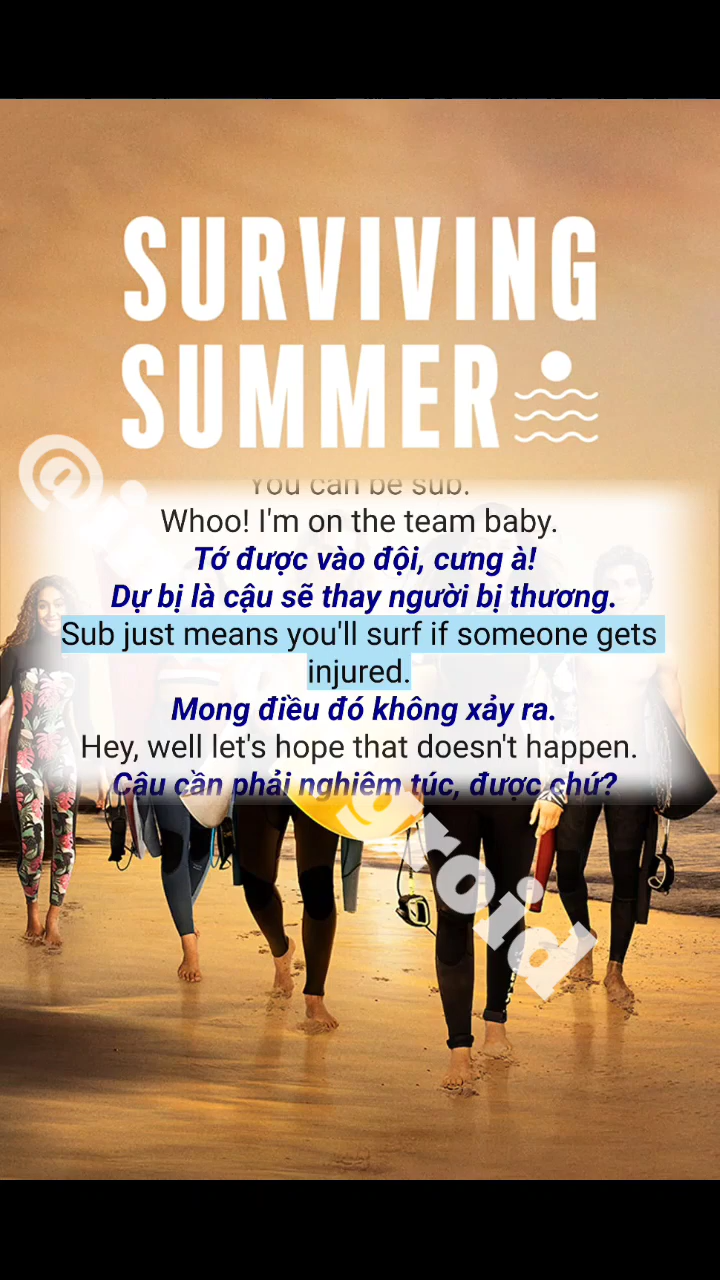 SURVIVING
SUMMER
You can be sub.
Whoo! I'm on the team baby.
Tớ được vào đội, cưng à!
Dự bị là cậu sẽ thay người bị thương.
Sub just means you'll surf if someone gets
injured.
Mong điều đó không xảy ra.
Hey, well let's hope that doesn't happen.
Cậu cần phải nghiêm túc, được chứ?